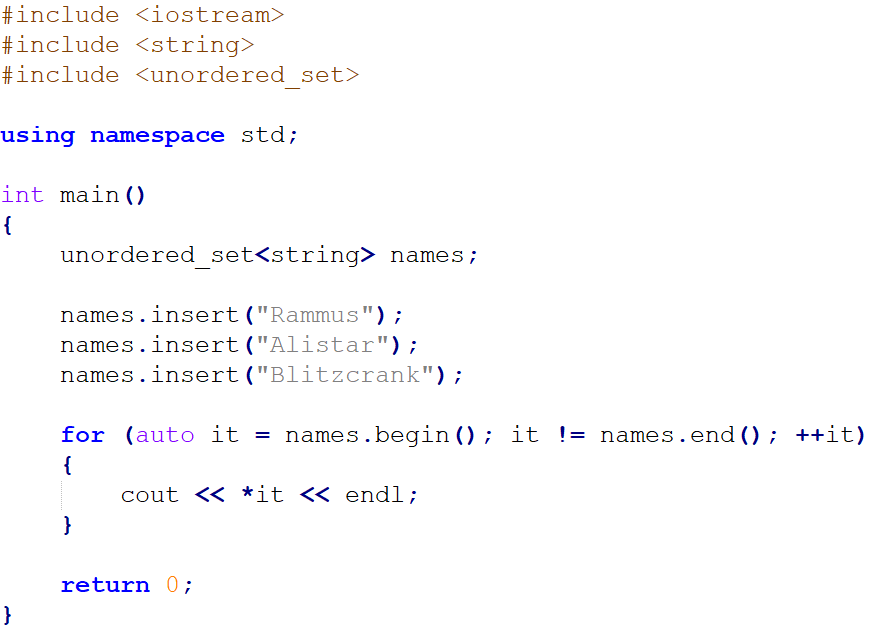 #include <iostream>
#include <string>
#include <unordered_set>

using namespace std;

int main()
{
    unordered_set<string> names;

    names.insert("Rammus");
    names.insert("Alistar");
    names.insert("Blitzcrank");

    for (auto it = names.begin(); it != names.end(); ++it)
    {
        cout << *it << endl;
    }

    return 0;
}